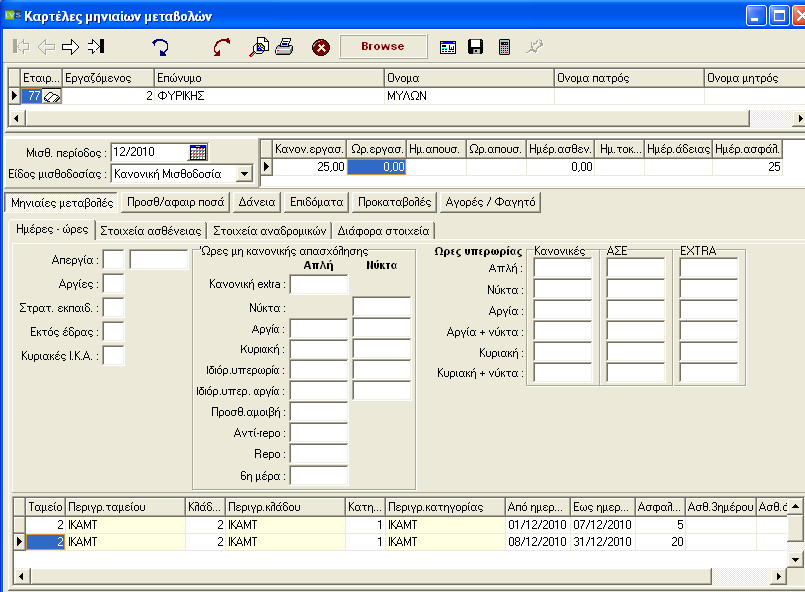 Καρτέλες μηνιαίων μεταβολών
Browse
Εταιρ... Εργαζόμενος Επώνυμο Ονομα Ονομα πατρός Ονομα μητρός
77 2 ΦΥΡΙΚΗΣ ΜΥΛΩΝ
Μισθ. περίοδος : 12/2010
Είδος μισθοδοσίας : Κανονική Μισθοδοσία
Κανον.εργασ. Ωρ.εργασ. Ημ.απουσ. Ωρ.απουσ. Ημέρ.ασθεν. Ημ.τοκ... Ημέρ.άδειας Ημέρ.ασφάλ.
25,00 0,00 0,00 25
Μηνιαίες μεταβολές Προσθ/αφαιρ ποσά Δάνεια Επιδόματα Προκαταβολές Αγορές / Φαγητό
Ημέρες - ώρες Στοιχεία ασθένειας Στοιχεία αναδρομικών Διάφορα στοιχεία
Απεργία :
Αργίες :
Στρατ. εκπαιδ. :
Εκτός έδρας :
Κυριακές Ι.Κ.Α. :
Ώρες μη κανονικής απασχόλησης
Απλή Νύκτα
Κανονική extra :
Νύκτα :
Αργία :
Κυριακή :
Ιδιόρ.υπερωρία :
Ιδιόρ.υπερ. αργία :
Προσθ.αμοιβή :
Αντί-repo :
Repo :
6η μέρα :
Ωρες υπερωρίας Κανονικές ΑΣΕ EXTRA
Απλή :
Νύκτα :
Αργία :
Αργία + νύκτα :
Κυριακή :
Κυριακή + νύκτα :
Ταμείο Περιγρ.ταμείου Κλάδ... Περιγρ.κλάδου Κατη... Περιγρ.κατηγορίας Από ημερ... Εως ημερ... Ασφαλ... Ασθ.3ημέρου
2 ΙΚΑΜΤ 2 ΙΚΑΜΤ 1 ΙΚΑΜΤ 01/12/2010 07/12/2010 5
2 ΙΚΑΜΤ 2 ΙΚΑΜΤ 1 ΙΚΑΜΤ 08/12/2010 31/12/2010 20